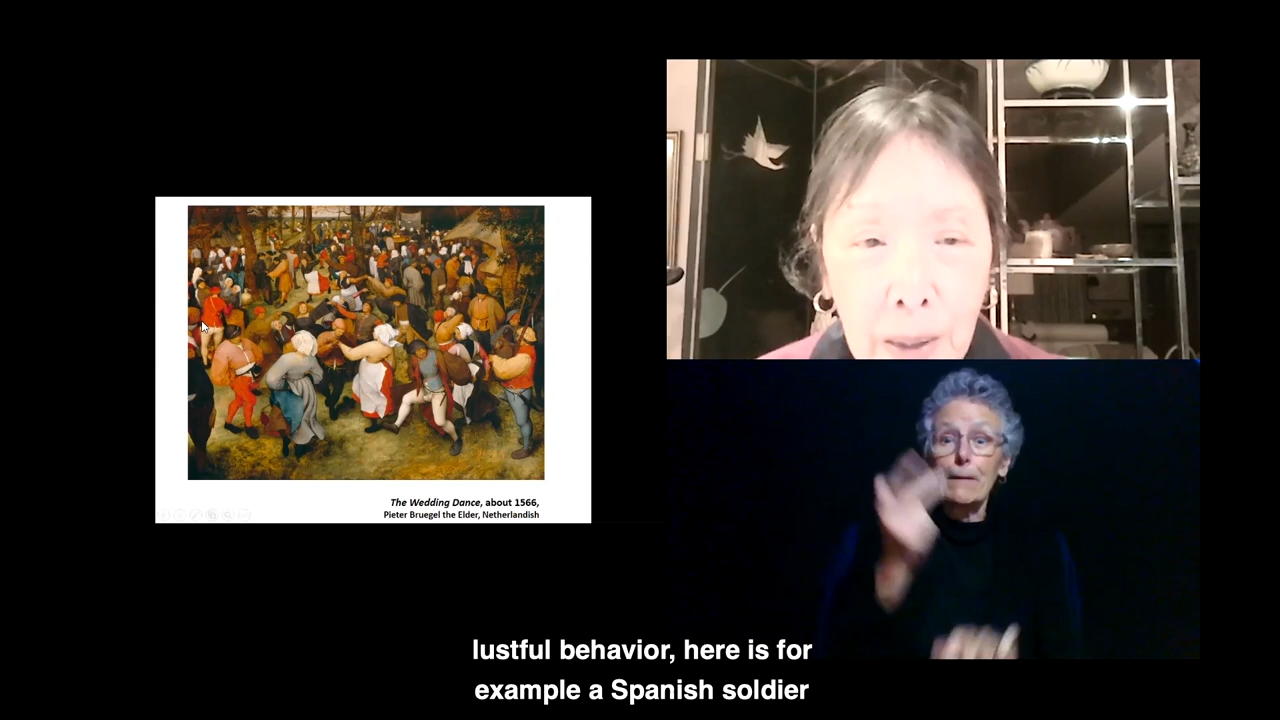 The Wedding Dance, about 1566,
Pieter Bruegel the Elder, Netherlandish
lustful behavior, here is for
example a Spanish soldier